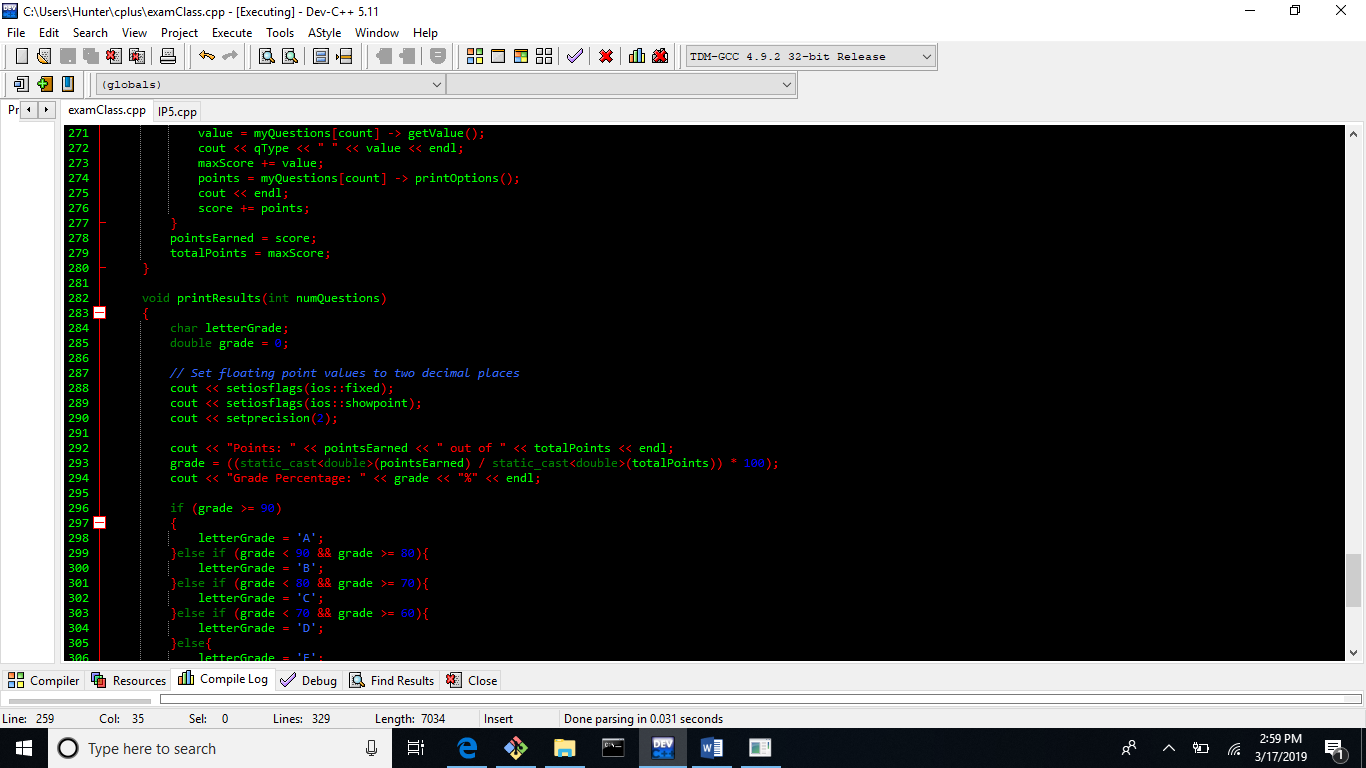 C:\Users\Hunter\cplus\examClass.cpp - [Executing] - Dev-C++ 5.11
File Edit Search View Project Execute Tools AStyle Window Help
TDM-GCC 4.9.2 32-bit Release
(globals)
Pr examClass.cpp IP5.cpp
271 value = myQuestions[count] -> getValue();
272 cout << qType << " " << value << endl;
273 maxScore += value;
274 points = myQuestions[count] -> printOptions();
275 cout << endl;
276 score += points;
277 }
278 pointsEarned = score;
279 totalPoints = maxScore;
280 }
281
282 void printResults(int numQuestions)
283 {
284 char letterGrade;
285 double grade = 0;
286
287 // Set floating point values to two decimal places
288 cout << setiosflags(ios::fixed);
289 cout << setiosflags(ios::showpoint);
290 cout << setprecision(2);
291
292 cout << "Points: " << pointsEarned << " out of " << totalPoints << endl;
293 grade = ((static_cast<double>(pointsEarned) / static_cast<double>(totalPoints)) * 100);
294 cout << "Grade Percentage: " << grade << "%" << endl;
295
296 if (grade >= 90)
297 {
298 letterGrade = 'A';
299 }else if (grade < 90 && grade >= 80){
300 letterGrade = 'B';
301 }else if (grade < 80 && grade >= 70){
302 letterGrade = 'C';
303 }else if (grade < 70 && grade >= 60){
304 letterGrade = 'D';
305 }else{
306 letterGrade = 'F';
Compiler Resources Compile Log Debug Find Results Close
Line: 259 Col: 35 Sel: 0 Lines: 329 Length: 7034 Insert Done parsing in 0.031 seconds
Type here to search
DEV
2:59 PM
3/17/2019
1